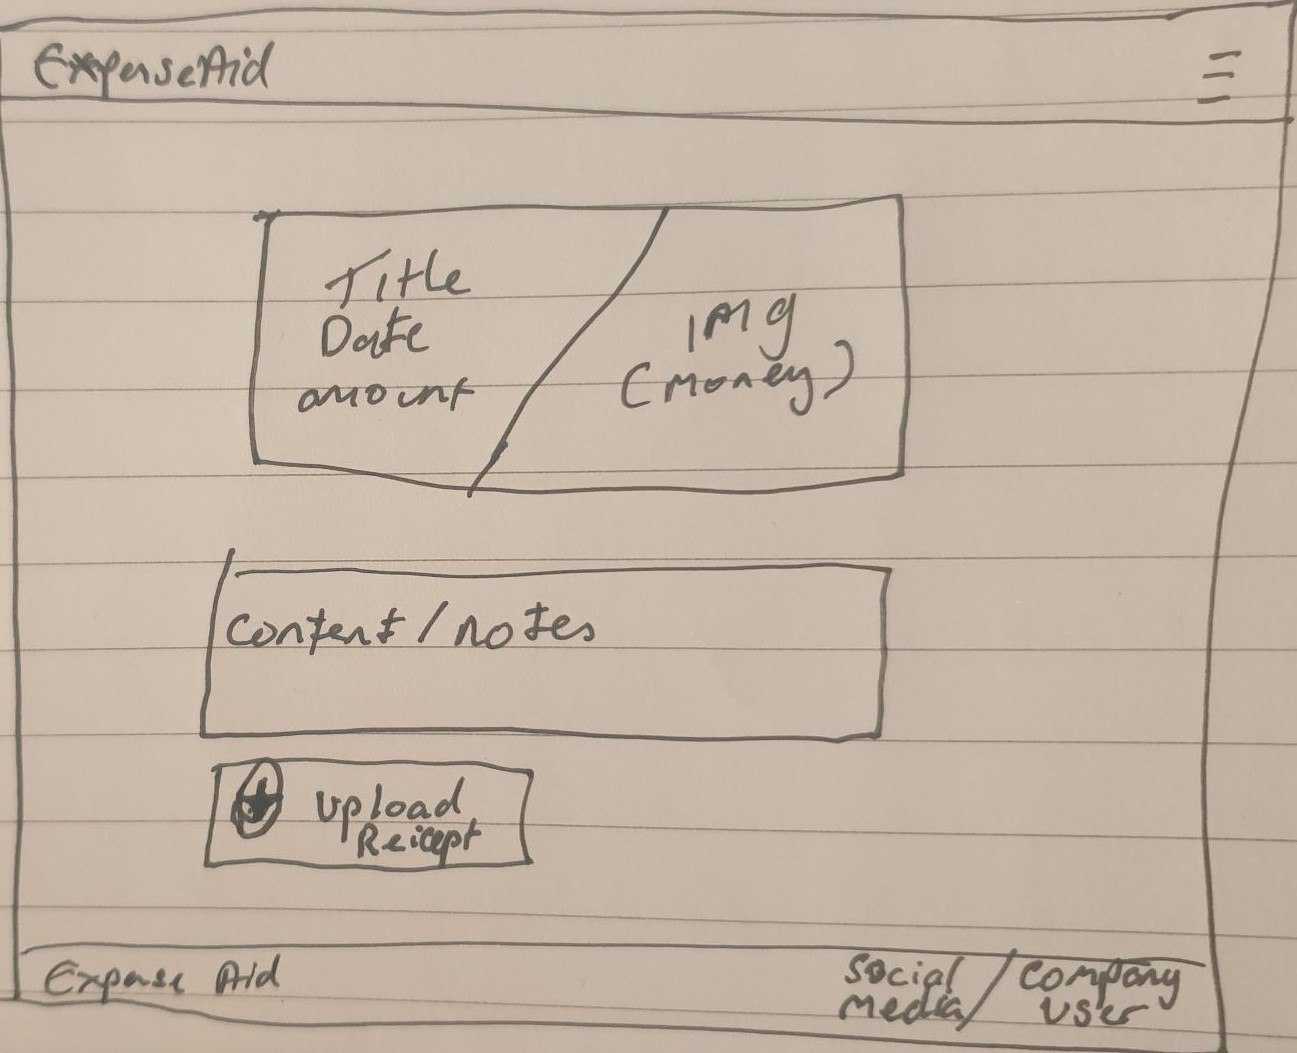 ExpenseAid
Title
Date
amount
IMG
(Money)
Content/notes
Upload
Reicept
Expense Aid
Social / Company
Media / User